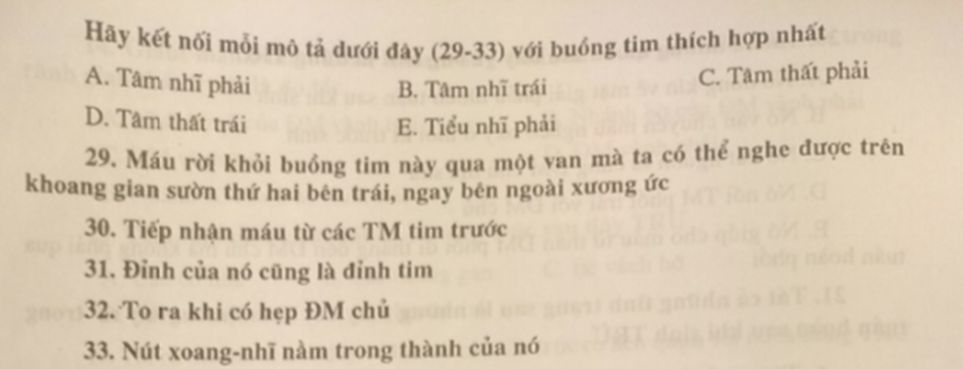 Hãy kết nối mỗi mô tả dưới đây (29-33) với buồng tim thích hợp nhất
A. Tâm nhĩ phải B. Tâm nhĩ trái C. Tâm thất phải
D. Tâm thất trái E. Tiểu nhĩ phải
29. Máu rời khỏi buồng tim này qua một van mà ta có thể nghe được trên
khoang gian sườn thứ hai bên trái, ngay bên ngoài xương ức
30. Tiếp nhận máu từ các TM tim trước
31. Đỉnh của nó cũng là đỉnh tim
32. To ra khi có hẹp ĐM chủ
33. Nút xoang-nhĩ nằm trong thành của nó